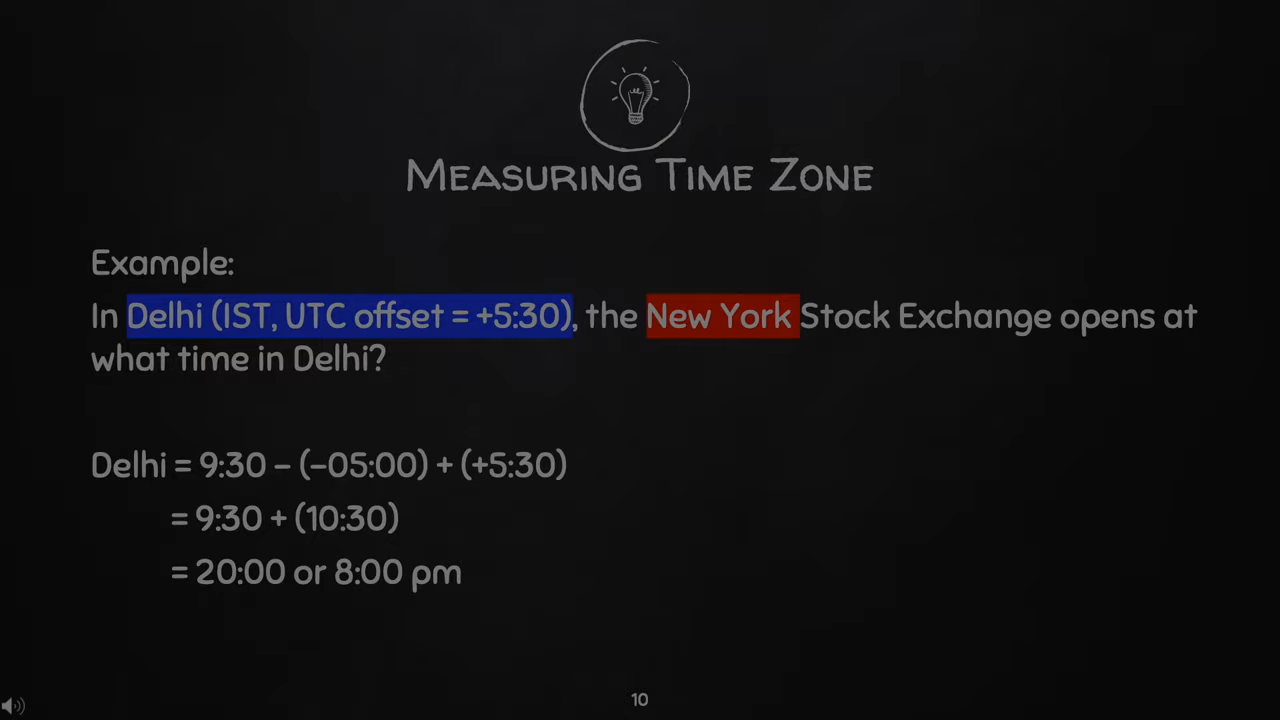 Measuring Time Zone
Example:
In Delhi (IST, UTC offset = +5:30), the New York Stock Exchange opens at
what time in Delhi?
Delhi = 9:30 – (–05:00) + (+5:30)
= 9:30 + (10:30)
= 20:00 or 8:00 pm
10